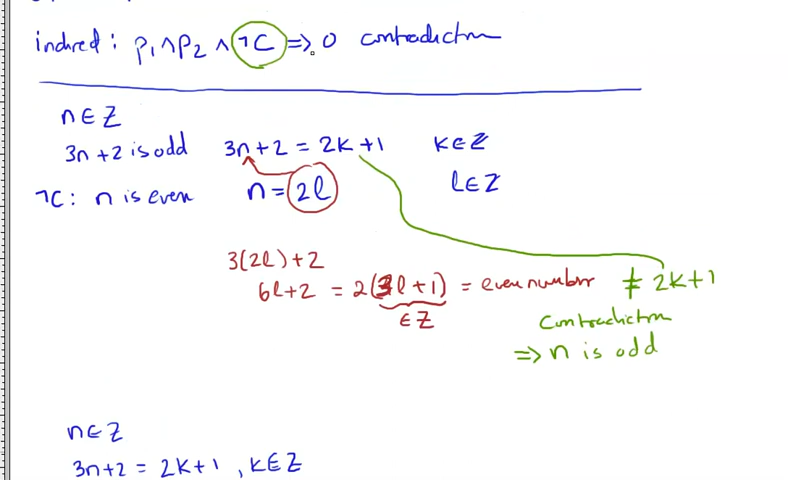 indired : p₁∧p₂ ∧ ¬C => 0 contradiction
n∈Z
3n+2 is odd 3n+2 = 2k+1 k∈Z
¬C: n is even n = 2l l∈Z
3(2l)+2
6l+2 = 2(3l+1) = even number ≠ 2k+1
∈Z
Contradiction
=> n is odd
n∈Z
3n+2 = 2k+1 , k∈Z